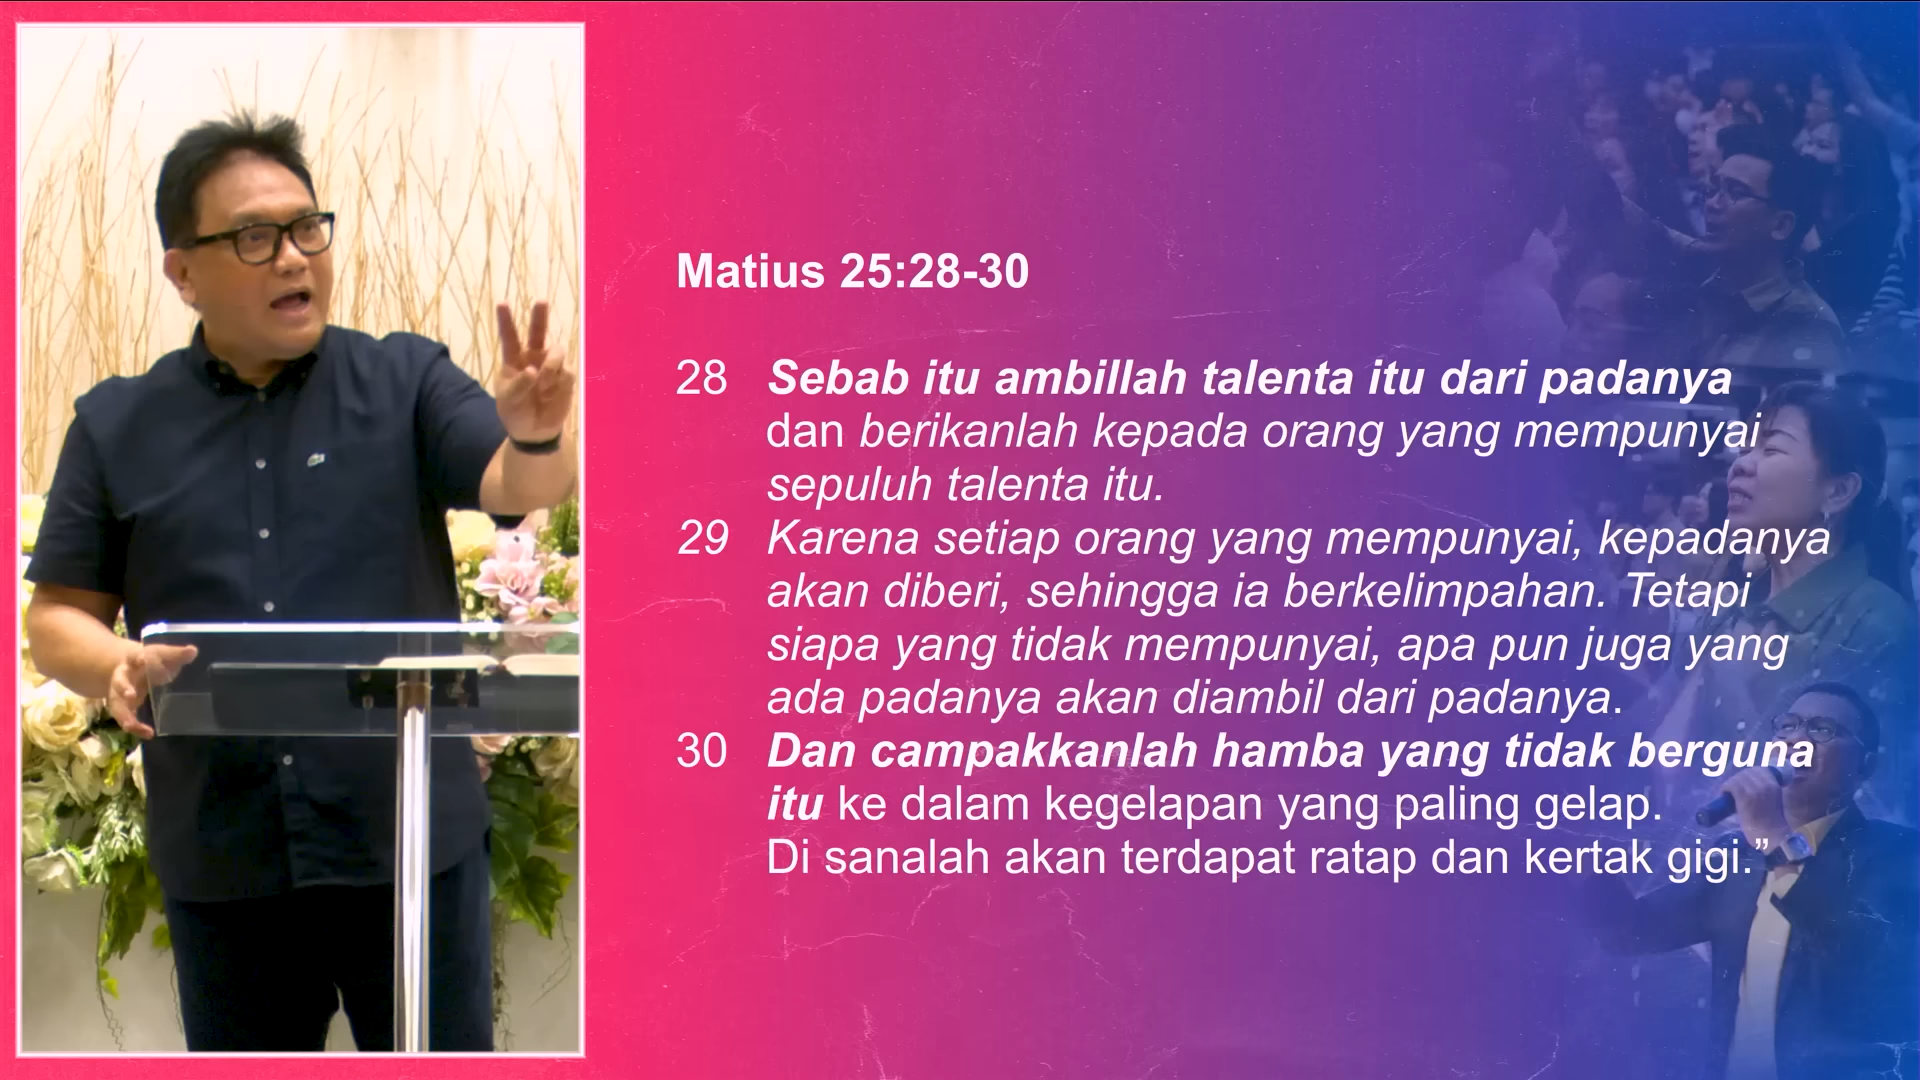 Matius 25:28-30
28 Sebab itu ambillah talenta itu dari padanya
dan berikanlah kepada orang yang mempunyai
sepuluh talenta itu.
29 Karena setiap orang yang mempunyai, kepadanya
akan diberi, sehingga ia berkelimpahan. Tetapi
siapa yang tidak mempunyai, apa pun juga yang
ada padanya akan diambil dari padanya.
30 Dan campakkanlah hamba yang tidak berguna
itu ke dalam kegelapan yang paling gelap.
Di sanalah akan terdapat ratap dan kertak gigi.”